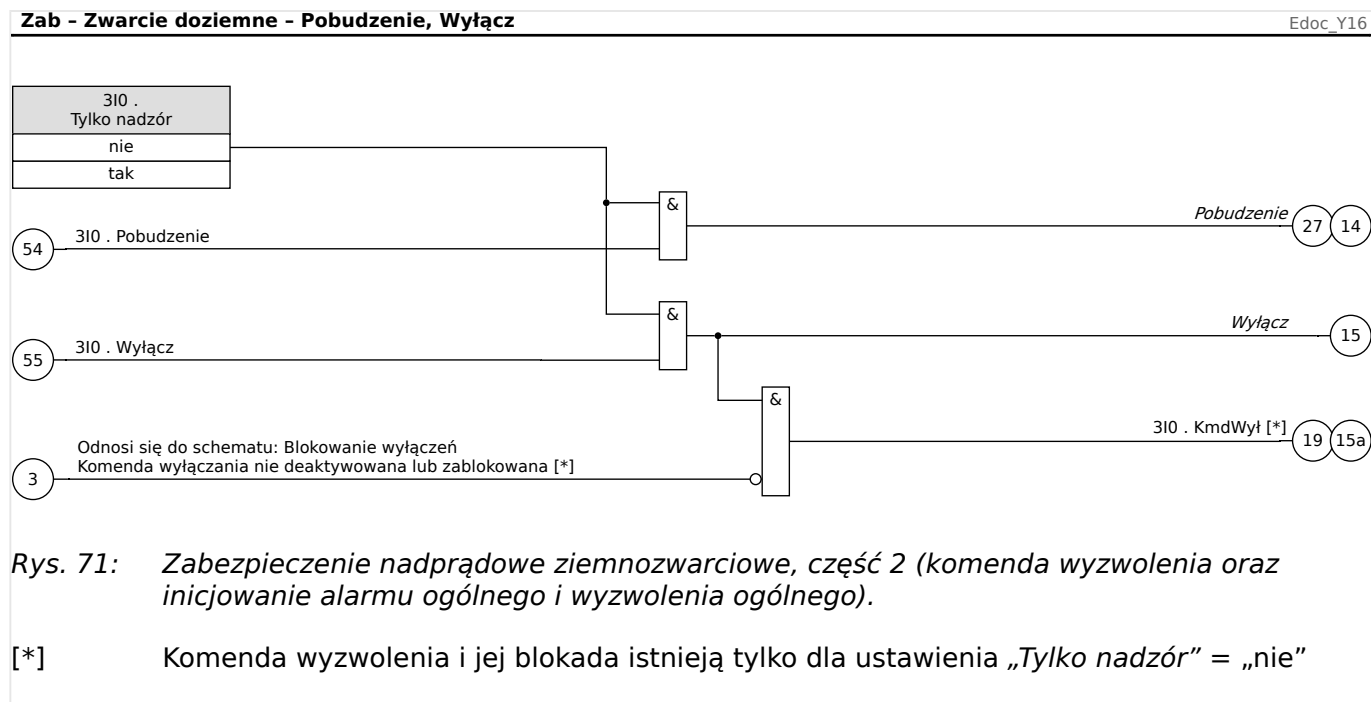 Zab – Zwarcie doziemne – Pobudzenie, Wyłącz
Edoc_Y16
3I0 .
Tylko nadzór
nie
tak
&
Pobudzenie
27
14
54
3I0 . Pobudzenie
&
Wyłącz
15
55
3I0 . Wyłącz
&
3I0 . KmdWył [*]
19
15a
Odnosi się do schematu: Blokowanie wyłączeń
Komenda wyłączania nie deaktywowana lub zablokowana [*]
3
Rys. 71: Zabezpieczenie nadprądowe ziemnozwarciowe, część 2 (komenda wyzwolenia oraz
inicjowanie alarmu ogólnego i wyzwolenia ogólnego).
[*] Komenda wyzwolenia i jej blokada istnieją tylko dla ustawienia „Tylko nadzór” = „nie”